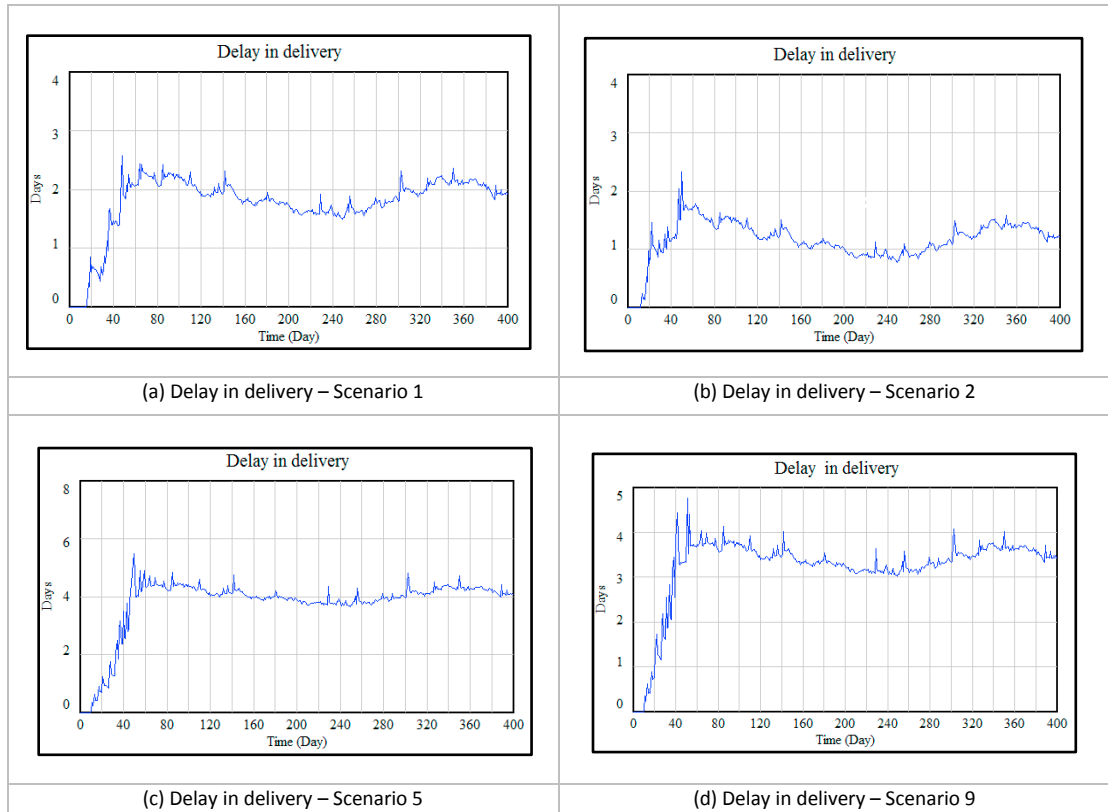 Delay in delivery
4
3
2
1
0
Days
0 40 80 120 160 200 240 280 320 360 400
Time (Day)
(a) Delay in delivery – Scenario 1
Delay in delivery
4
3
2
1
0
Days
0 40 80 120 160 200 240 280 320 360 400
Time (Day)
(b) Delay in delivery – Scenario 2
Delay in delivery
8
6
4
2
0
Days
0 40 80 120 160 200 240 280 320 360 400
Time (Day)
(c) Delay in delivery – Scenario 5
Delay in delivery
5
4
3
2
1
0
Days
0 40 80 120 160 200 240 280 320 360 400
Time (Day)
(d) Delay in delivery – Scenario 9